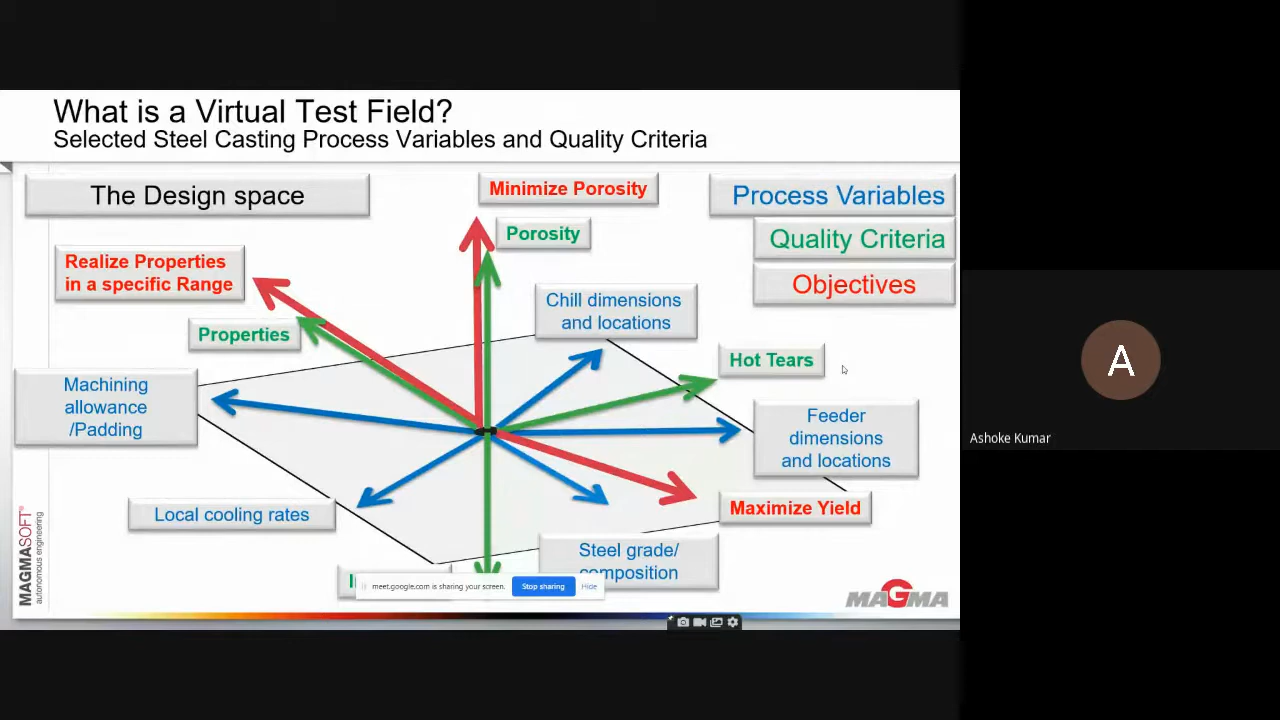 What is a Virtual Test Field?
Selected Steel Casting Process Variables and Quality Criteria
The Design space
Minimize Porosity
Process Variables
Porosity
Quality Criteria
Realize Properties
in a specific Range
Objectives
Chill dimensions
and locations
Properties
Hot Tears
Machining
allowance
/Padding
Feeder
dimensions
and locations
Maximize Yield
Local cooling rates
Steel grade/
composition
meet.google.com is sharing your screen.
Stop sharing
Hide
MAGMASOFT®
autonomous engineering
MAGMA
A
Ashoke Kumar